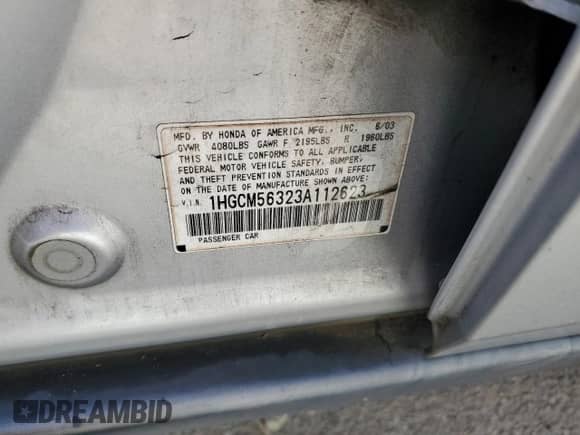 MFD. BY HONDA OF AMERICA MFG., INC. 6/03
GVWR 4080LBS GAWR F 2195LBS R 1960LBS
THIS VEHICLE CONFORMS TO ALL APPLICABLE
FEDERAL MOTOR VEHICLE SAFETY, BUMPER,
AND THEFT PREVENTION STANDARDS IN EFFECT
ON THE DATE OF MANUFACTURE SHOWN ABOVE.
V.I.N. 1HGCM56323A112623
PASSENGER CAR
DREAMBID